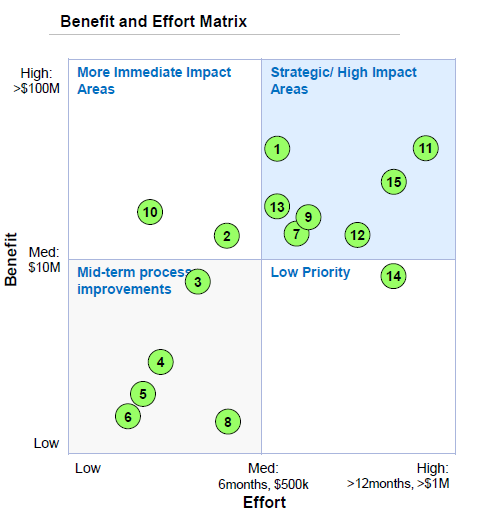 Benefit and Effort Matrix
High:
>$100M
More Immediate Impact
Areas
Strategic/ High Impact
Areas
1
11
15
13
10
9
7
2
12
Benefit
Med:
$10M
Mid-term process
improvements
Low Priority
3
14
4
5
6
8
Low
Low
Med:
6months, $500k
High:
>12months, >$1M
Effort